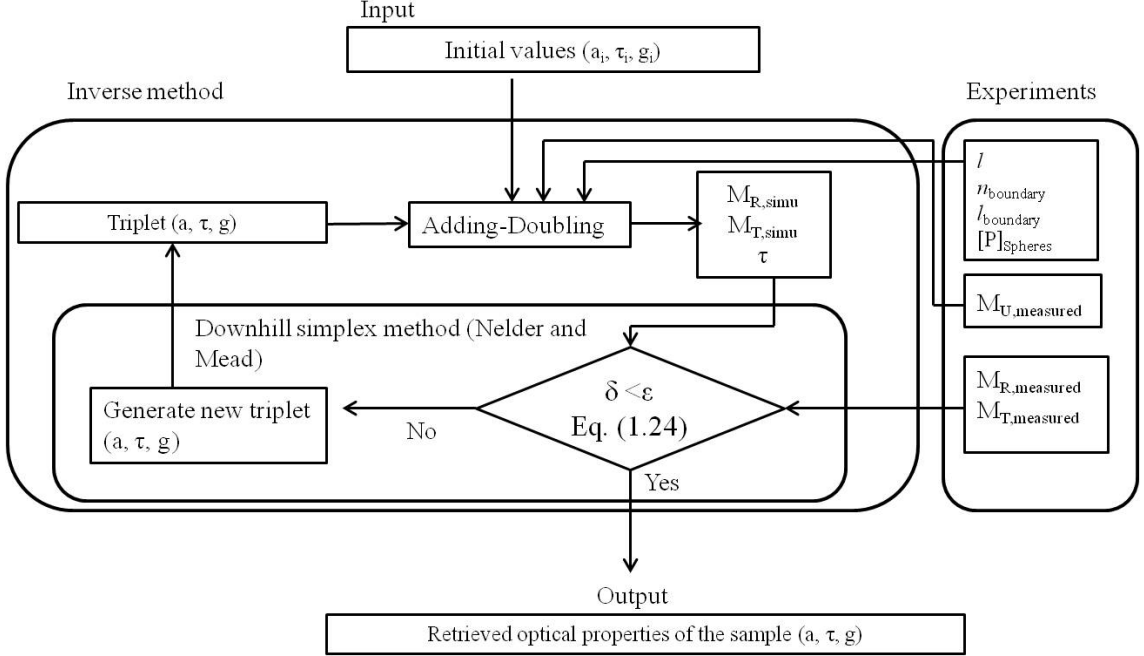 Input
Initial values (aᵢ, τᵢ, gᵢ)
Inverse method
Experiments
Triplet (a, τ, g)
Adding-Doubling
M_R,simu
M_T,simu
τ
l
n_boundary
l_boundary
[P]_Spheres
M_U,measured
M_R,measured
M_T,measured
Downhill simplex method (Nelder and
Mead)
Generate new triplet
(a, τ, g)
No
δ <ε
Eq. (1.24)
Yes
Output
Retrieved optical properties of the sample (a, τ, g)